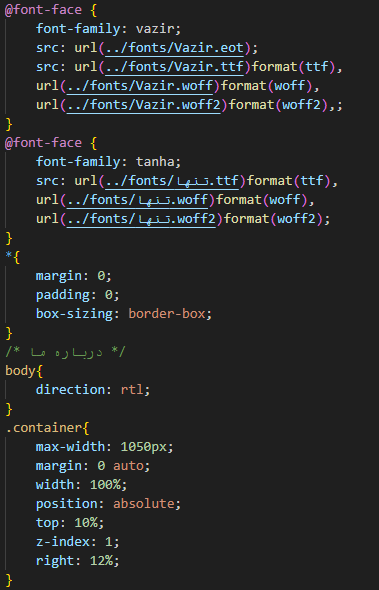 @font-face {
font-family: vazir;
src: url(../fonts/Vazir.eot);
src: url(../fonts/Vazir.ttf)format(ttf),
url(../fonts/Vazir.woff)format(woff),
url(../fonts/Vazir.woff2)format(woff2),;
}
@font-face {
font-family: tanha;
src: url(../fonts/تنها.ttf)format(ttf),
url(../fonts/تنها.woff)format(woff),
url(../fonts/تنها.woff2)format(woff2);
}
*{
margin: 0;
padding: 0;
box-sizing: border-box;
}
/* درباره ما */
body{
direction: rtl;
}
.container{
max-width: 1050px;
margin: 0 auto;
width: 100%;
position: absolute;
top: 10%;
z-index: 1;
right: 12%;
}